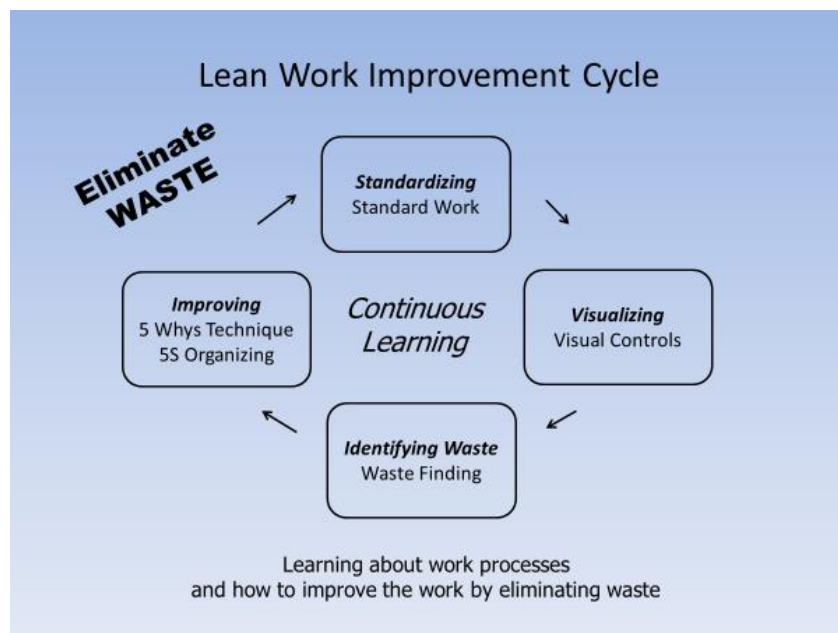 Lean Work Improvement Cycle
Eliminate
WASTE
Standardizing
Standard Work
Improving
5 Whys Technique
5S Organizing
Continuous
Learning
Visualizing
Visual Controls
Identifying Waste
Waste Finding
Learning about work processes
and how to improve the work by eliminating waste